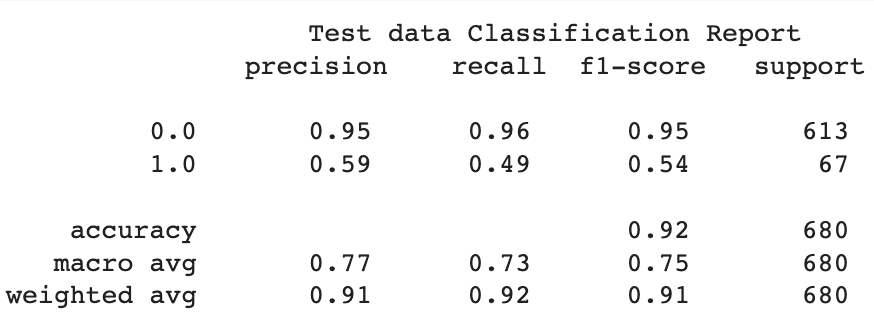 Test data Classification Report
precision recall f1-score support
0.0 0.95 0.96 0.95 613
1.0 0.59 0.49 0.54 67
accuracy 0.92 680
macro avg 0.77 0.73 0.75 680
weighted avg 0.91 0.92 0.91 680